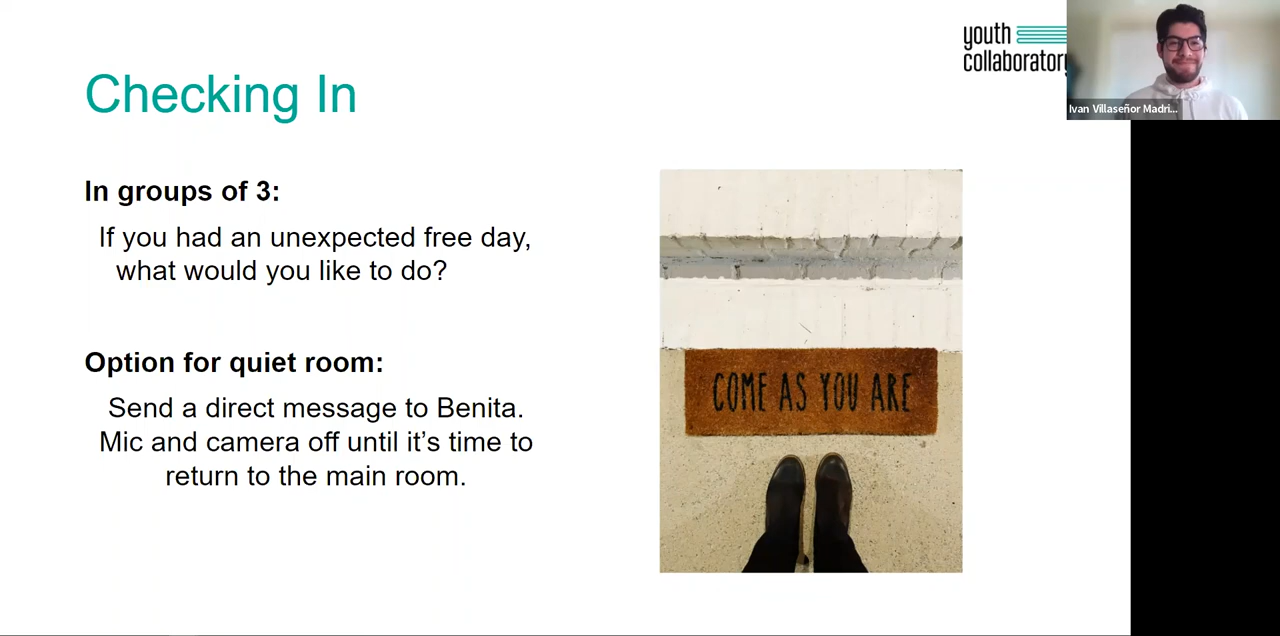 Checking In
In groups of 3:
If you had an unexpected free day,
what would you like to do?
Option for quiet room:
Send a direct message to Benita.
Mic and camera off until it’s time to
return to the main room.
youth
collaboratory
Ivan Villaseñor Madri...
COME AS YOU ARE